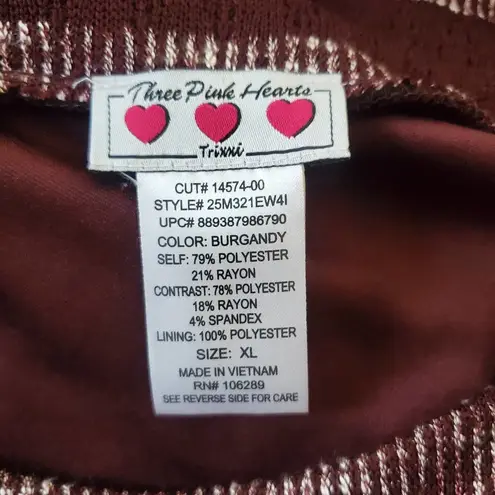 Three Pink Hearts
Trixxi
CUT# 14574-00
STYLE# 25M321EW4I
UPC# 889387986790
COLOR: BURGANDY
SELF: 79% POLYESTER
21% RAYON
CONTRAST: 78% POLYESTER
18% RAYON
4% SPANDEX
LINING: 100% POLYESTER
SIZE: XL
MADE IN VIETNAM
RN# 106289
SEE REVERSE SIDE FOR CARE